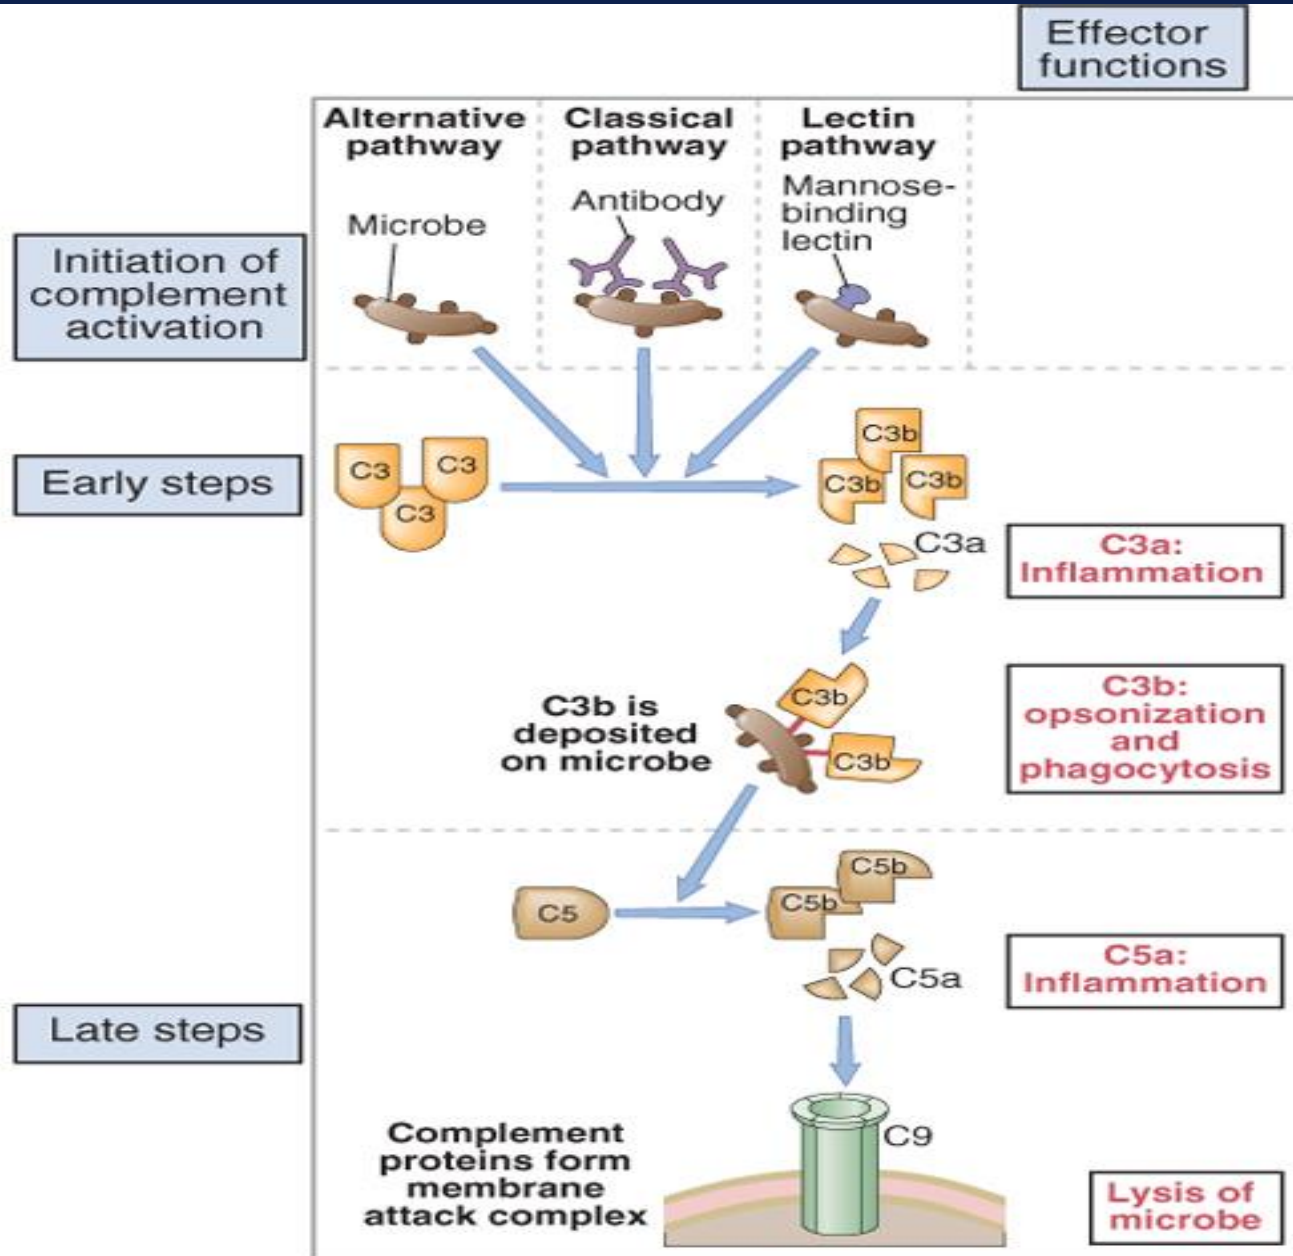 Effector
functions
Alternative
pathway
Classical
pathway
Lectin
pathway
Microbe
Antibody
Mannose-
binding
lectin
Initiation of
complement
activation
Early steps
C3
C3
C3
C3b
C3b
C3b
C3a
C3a:
Inflammation
C3b is
deposited
on microbe
C3b
C3b
C3b:
opsonization
and
phagocytosis
C5
C5b
C5b
C5a
C5a:
Inflammation
Late steps
Complement
proteins form
membrane
attack complex
C9
Lysis of
microbe